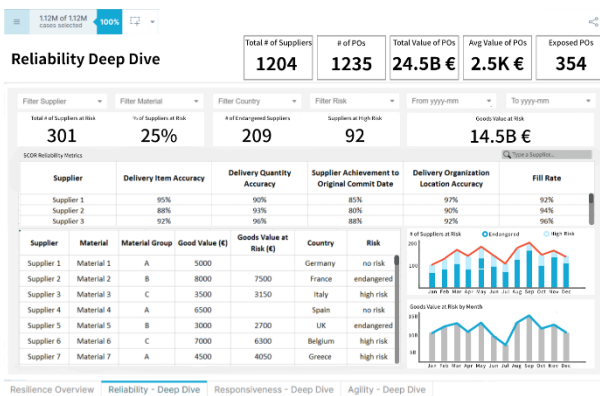 1.12M of 1.12M
cases selected
100%
Reliability Deep Dive
Total # of Suppliers
1204
# of POs
1235
Total Value of POs
24.5B €
Avg Value of POs
2.5K €
Exposed POs
354
Filter Supplier
Filter Material
Filter Country
Filter Risk
From yyyy-mm
To yyyy-mm
Total # of Suppliers at Risk
301
% of Suppliers at Risk
25%
# of Endangered Suppliers
209
Suppliers at High Risk
92
Goods Value at Risk
14.5B €
SCOR Reliability Metrics
Type a Supplier...
Supplier Delivery Item Accuracy Delivery Quantity Accuracy Supplier Achievement to Original Commit Date Delivery Organization Location Accuracy Fill Rate
Supplier 1 95% 90% 85% 97% 92%
Supplier 2 88% 93% 80% 90% 94%
Supplier 3 92% 96% 88% 92% 96%
Supplier Material Material Group Good Value (€) Goods Value at Risk (€) Country Risk
Supplier 1 Material 1 A 5000 Germany no risk
Supplier 2 Material 2 B 8000 7500 France endangered
Supplier 3 Material 3 C 3500 3150 Italy high risk
Supplier 4 Material 4 A 6500 Spain no risk
Supplier 5 Material 5 B 3000 2700 UK endangered
Supplier 6 Material 6 C 7000 6300 Belgium high risk
Supplier 7 Material 7 A 4500 4050 Greece high risk
# of Suppliers at Risk Endangered High Risk
200
100
0
Jan Feb Mar Apr May Jun Jul Aug Sep Oct Nov Dec
Goods Value at Risk by Month
Jan Feb Mar Apr May Jun Jul Aug Sep Oct Nov Dec
Resilience Overview
Reliability - Deep Dive
Responsiveness - Deep Dive
Agility - Deep Dive